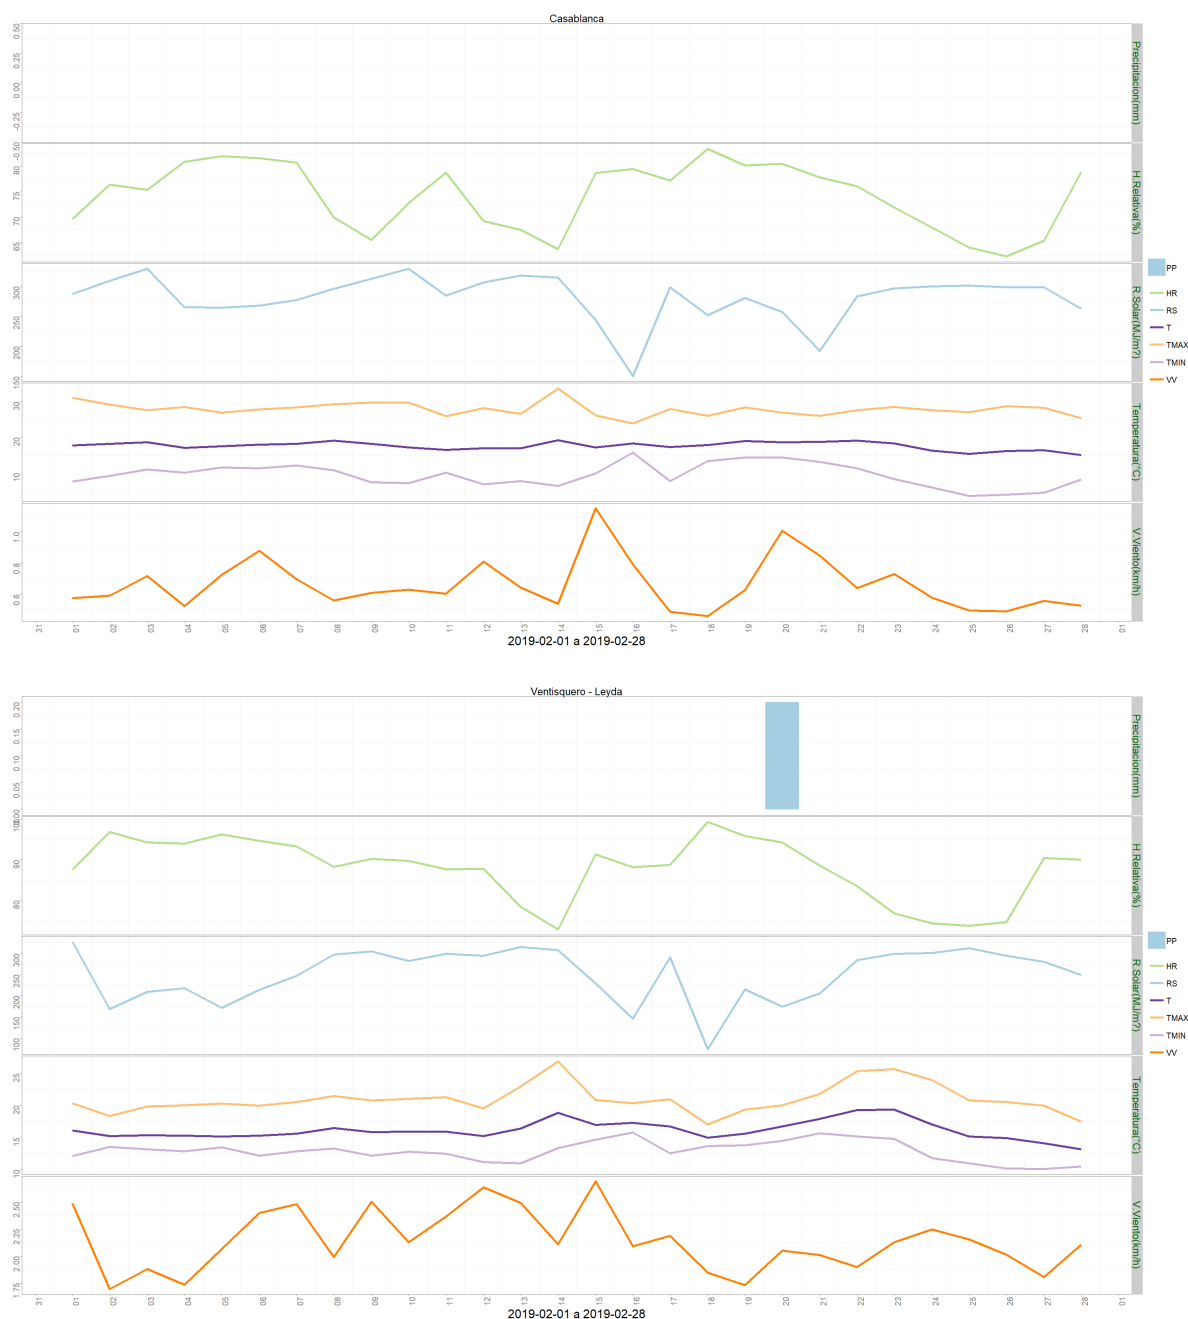 Casablanca
0.50
0.25
0.00
-0.25
-0.50
Precipitacion(mm)
80
75
70
65
H.Relativa(%)
300
250
200
150
R.Solar(MJ/m?)
30
20
10
Temperatura(°C)
1.0
0.8
0.6
V.Viento(km/h)
PP
HR
RS
T
TMAX
TMIN
VV
31 01 02 03 04 05 06 07 08 09 10 11 12 13 14 15 16 17 18 19 20 21 22 23 24 25 26 27 28 01
2019-02-01 a 2019-02-28
Ventisquero - Leyda
0.20
0.15
0.10
0.05
0.00
Precipitacion(mm)
100
90
80
H.Relativa(%)
300
250
200
150
100
R.Solar(MJ/m?)
25
20
15
10
Temperatura(°C)
2.50
2.25
2.00
1.75
V.Viento(km/h)
PP
HR
RS
T
TMAX
TMIN
VV
31 01 02 03 04 05 06 07 08 09 10 11 12 13 14 15 16 17 18 19 20 21 22 23 24 25 26 27 28 01
2019-02-01 a 2019-02-28